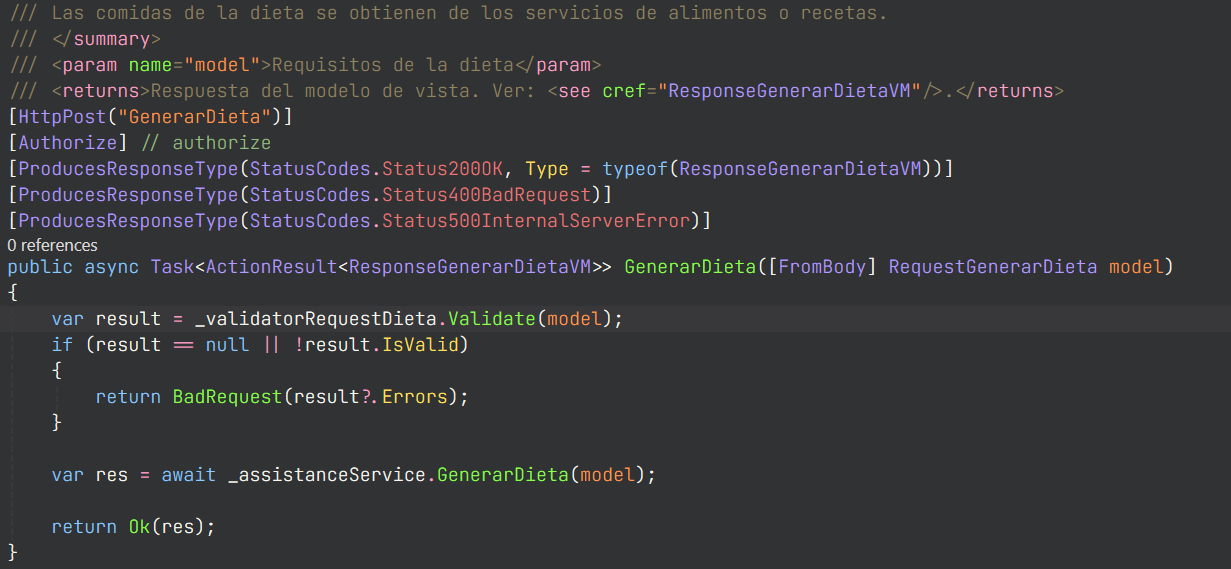 /// Las comidas de la dieta se obtienen de los servicios de alimentos o recetas.
/// </summary>
/// <param name="model">Requisitos de la dieta</param>
/// <returns>Respuesta del modelo de vista. Ver: <see cref="ResponseGenerarDietaVM"/>.</returns>
[HttpPost("GenerarDieta")]
[Authorize] // authorize
[ProducesResponseType(StatusCodes.Status200OK, Type = typeof(ResponseGenerarDietaVM))]
[ProducesResponseType(StatusCodes.Status400BadRequest)]
[ProducesResponseType(StatusCodes.Status500InternalServerError)]
0 references
public async Task<ActionResult<ResponseGenerarDietaVM>> GenerarDieta([FromBody] RequestGenerarDieta model)
{
    var result = _validatorRequestDieta.Validate(model);
    if (result == null || !result.IsValid)
    {
        return BadRequest(result?.Errors);
    }
    var res = await _assistanceService.GenerarDieta(model);
    return Ok(res);
}